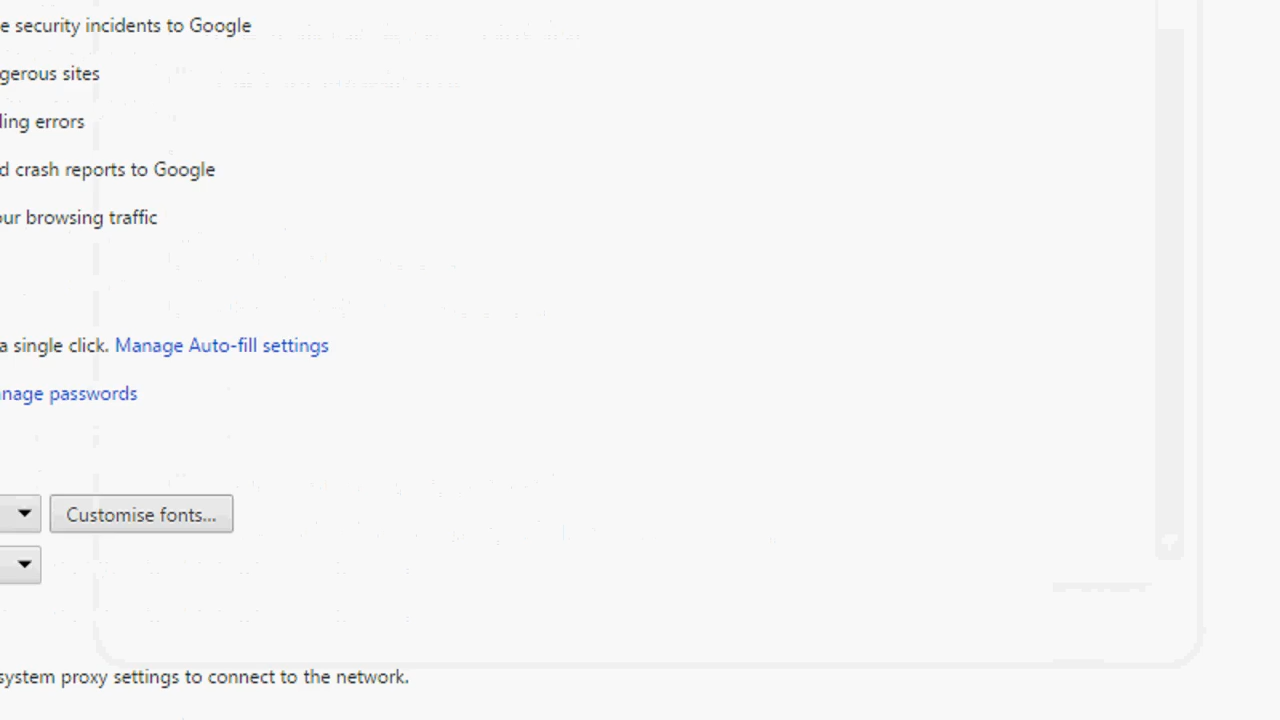 e security incidents to Google
gerous sites
ling errors
d crash reports to Google
our browsing traffic
a single click. Manage Auto-fill settings
nage passwords
Customise fonts...
system proxy settings to connect to the network.